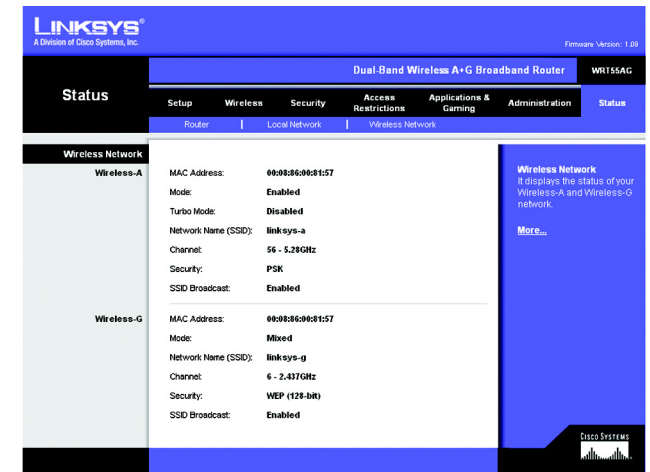 LINKSYS®
A Division of Cisco Systems, Inc.
Firmware Version: 1.09
Dual-Band Wireless A+G Broadband Router WRT55AG
Status
Setup Wireless Security Access Restrictions Applications & Gaming Administration Status
Router | Local Network | Wireless Network
Wireless Network
Wireless-A
MAC Address: 00:08:86:00:81:57
Mode: Enabled
Turbo Mode: Disabled
Network Name (SSID): linksys-a
Channel: 56 - 5.28GHz
Security: PSK
SSID Broadcast: Enabled
Wireless-G
MAC Address: 00:08:86:00:81:57
Mode: Mixed
Network Name (SSID): linksys-g
Channel: 6 - 2.437GHz
Security: WEP (128-bit)
SSID Broadcast: Enabled
Wireless Network
It displays the status of your
Wireless-A and Wireless-G
network.
More...
CISCO SYSTEMS